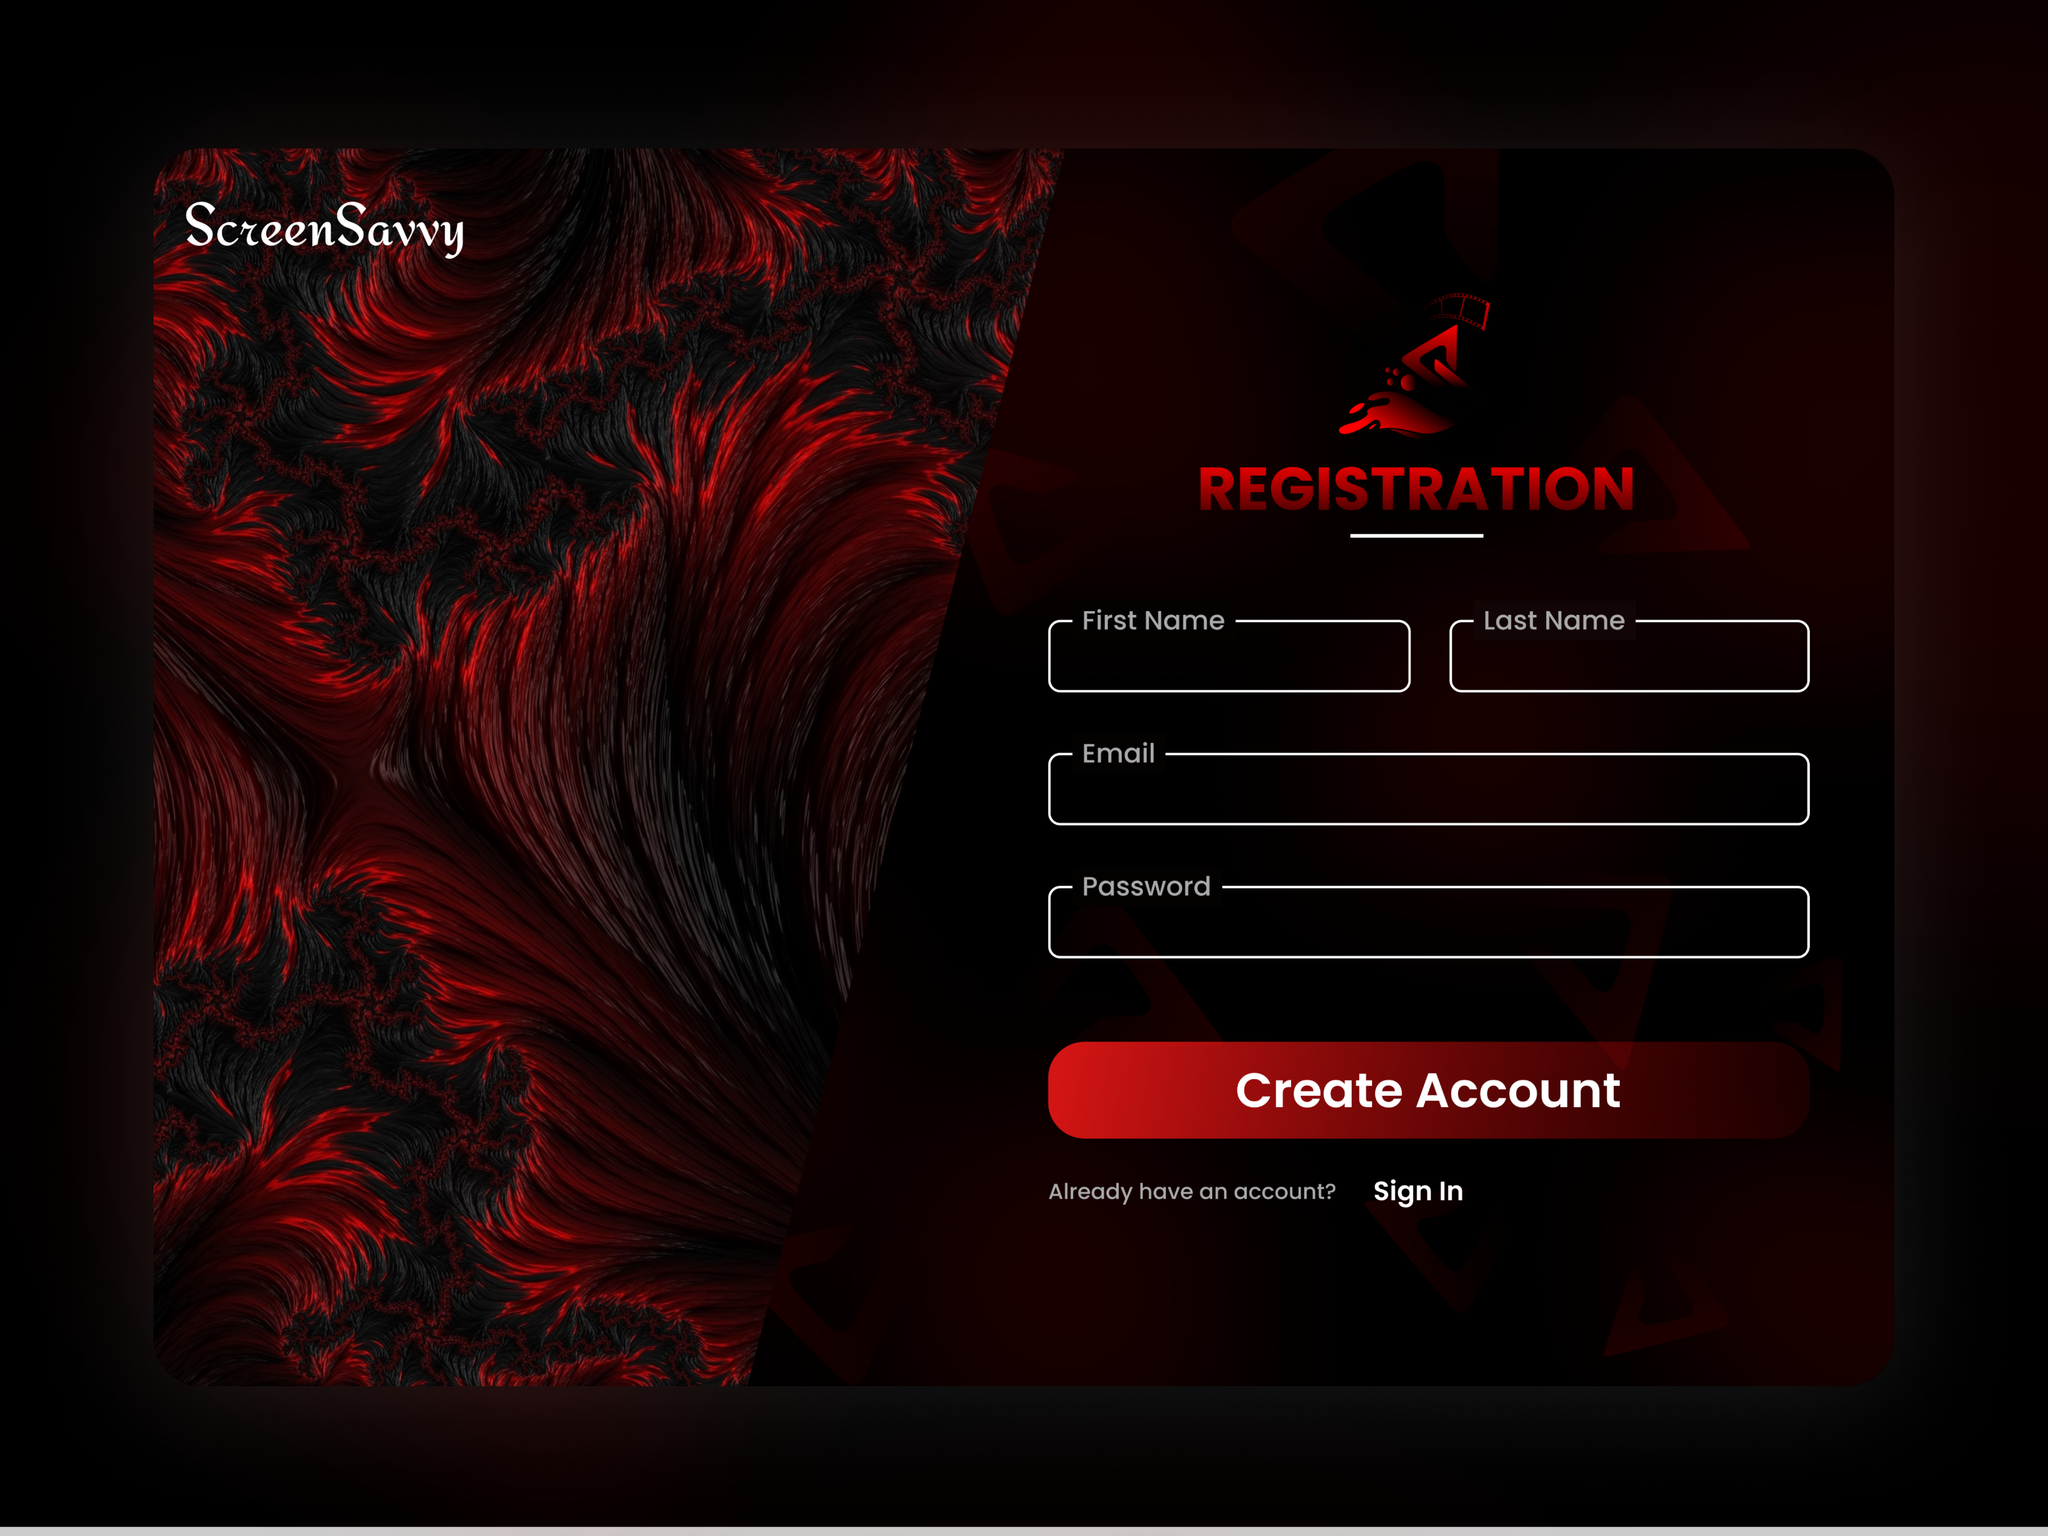 ScreenSavvy
REGISTRATION
First Name
Last Name
Email
Password
Create Account
Already have an account? Sign In